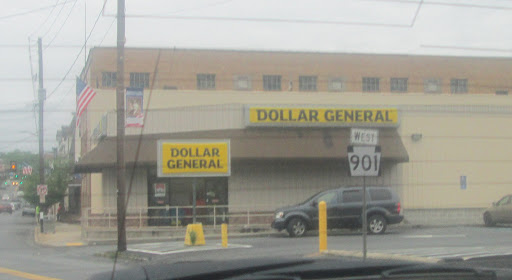 DOLLAR GENERAL
DOLLAR
GENERAL
WEST
901